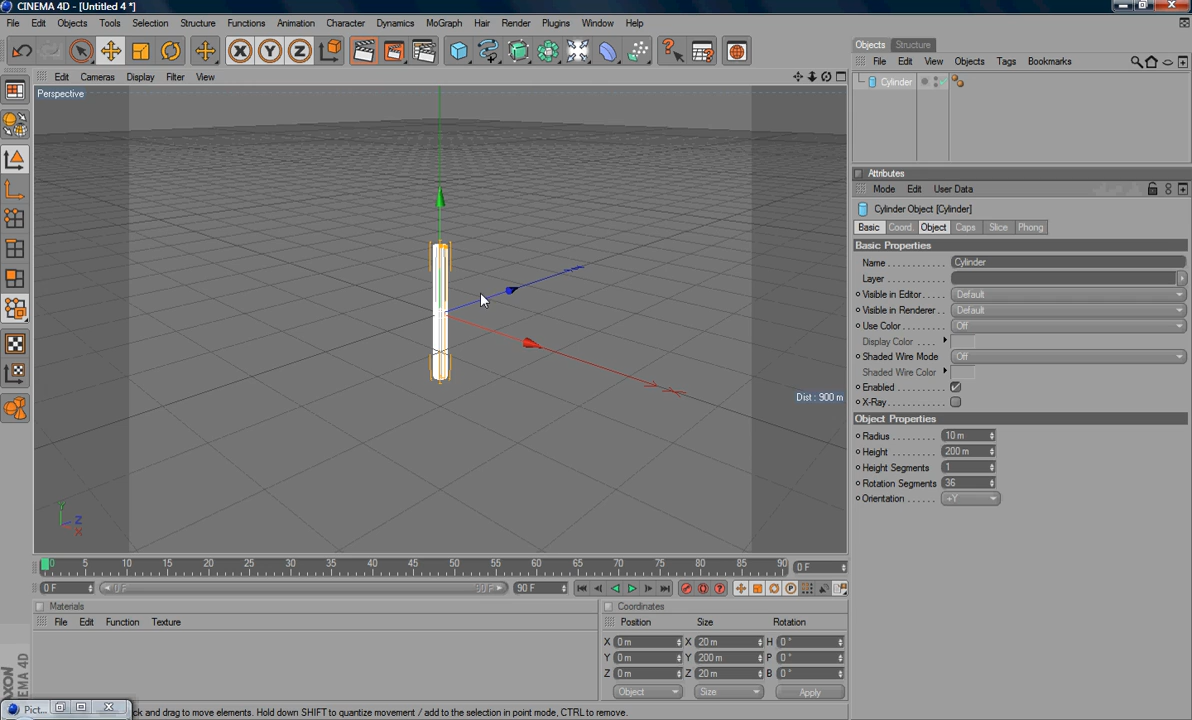 CINEMA 4D - [Untitled 4 *]
File Edit Objects Tools Selection Structure Functions Animation Character Dynamics MoGraph Hair Render Plugins Window Help
X Y Z
Edit Cameras Display Filter View
Perspective
Dist : 900 m
Y Z X
Objects Structure
File Edit View Objects Tags Bookmarks
Cylinder
Attributes
Mode Edit User Data
Cylinder Object [Cylinder]
Basic Coord. Object Caps Slice Phong
Basic Properties
Name Cylinder
Layer
Visible in Editor Default
Visible in Renderer Default
Use Color Off
Display Color
Shaded Wire Mode Off
Shaded Wire Color
Enabled
X-Ray
Object Properties
Radius 10 m
Height 200 m
Height Segments 1
Rotation Segments 36
Orientation +Y
0 5 10 15 20 25 30 35 40 45 50 55 60 65 70 75 80 85 90 0 F
0 F 0 F 90 F 90 F
Materials
File Edit Function Texture
Coordinates
Position Size Rotation
X 0 m X 20 m H 0 °
Y 0 m Y 200 m P 0 °
Z 0 m Z 20 m B 0 °
Object Size Apply
AXON
EMA 4D
Pict...
ck and drag to move elements. Hold down SHIFT to quantize movement / add to the selection in point mode, CTRL to remove.